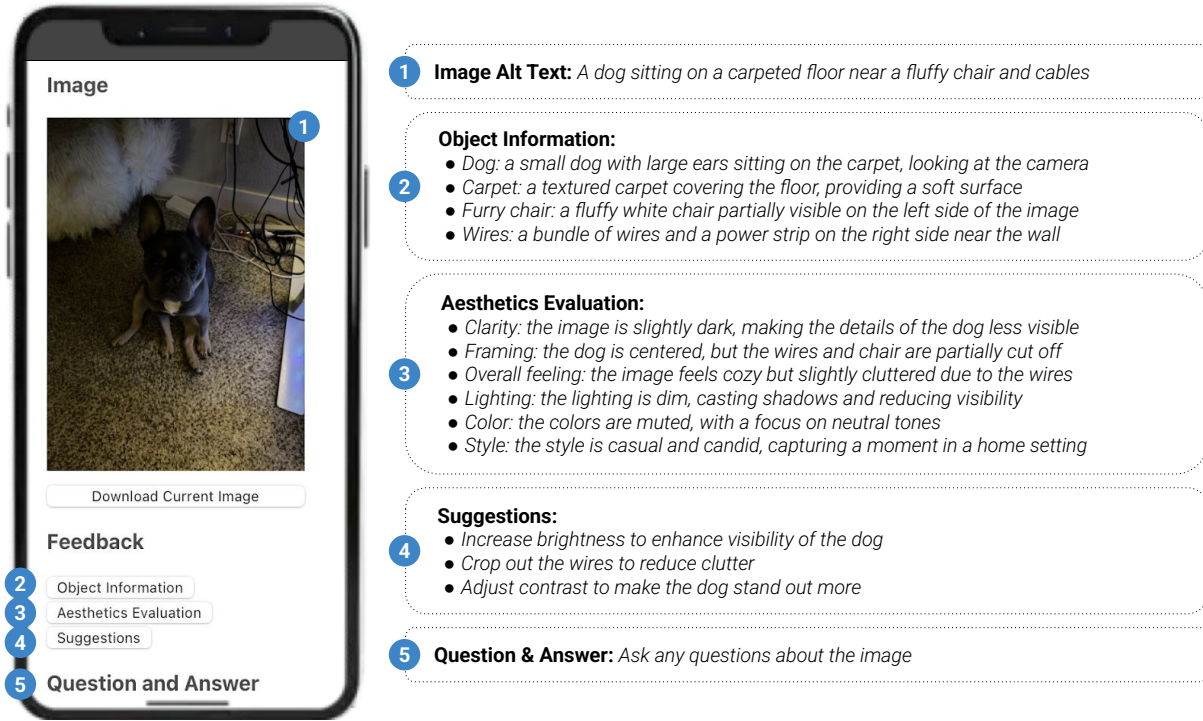 Image
1
Download Current Image
Feedback
2 Object Information
3 Aesthetics Evaluation
4 Suggestions
5 Question and Answer
1 Image Alt Text: A dog sitting on a carpeted floor near a fluffy chair and cables
2
Object Information:
● Dog: a small dog with large ears sitting on the carpet, looking at the camera
● Carpet: a textured carpet covering the floor, providing a soft surface
● Furry chair: a fluffy white chair partially visible on the left side of the image
● Wires: a bundle of wires and a power strip on the right side near the wall
3
Aesthetics Evaluation:
● Clarity: the image is slightly dark, making the details of the dog less visible
● Framing: the dog is centered, but the wires and chair are partially cut off
● Overall feeling: the image feels cozy but slightly cluttered due to the wires
● Lighting: the lighting is dim, casting shadows and reducing visibility
● Color: the colors are muted, with a focus on neutral tones
● Style: the style is casual and candid, capturing a moment in a home setting
4
Suggestions:
● Increase brightness to enhance visibility of the dog
● Crop out the wires to reduce clutter
● Adjust contrast to make the dog stand out more
5 Question & Answer: Ask any questions about the image